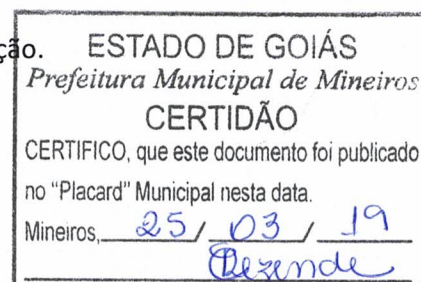 ção.
ESTADO DE GOIÁS
Prefeitura Municipal de Mineiros
CERTIDÃO
CERTIFICO, que este documento foi publicado
no "Placard" Municipal nesta data.
Mineiros, 25 / 03 / 19
Rezende